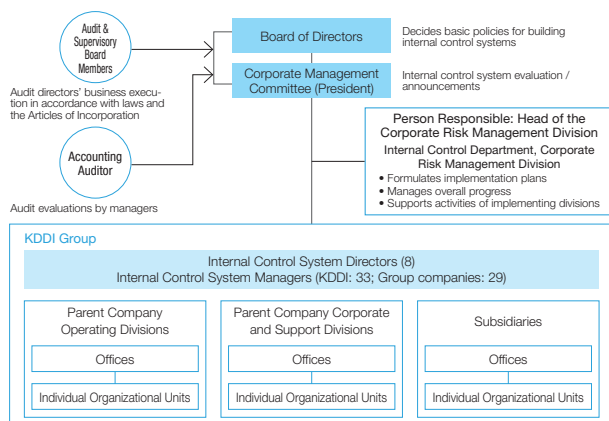 Audit &
Supervisory
Board
Members
Audit directors' business execu-
tion in accordance with laws and
the Articles of Incorporation
Accounting
Auditor
Audit evaluations by managers
Board of Directors
Decides basic policies for building
internal control systems
Corporate Management
Committee (President)
Internal control system evaluation /
announcements
Person Responsible: Head of the
Corporate Risk Management Division
Internal Control Department, Corporate
Risk Management Division
• Formulates implementation plans
• Manages overall progress
• Supports activities of implementing divisions
KDDI Group
Internal Control System Directors (8)
Internal Control System Managers (KDDI: 33; Group companies: 29)
Parent Company
Operating Divisions
Offices
Individual Organizational Units
Parent Company Corporate
and Support Divisions
Offices
Individual Organizational Units
Subsidiaries
Offices
Individual Organizational Units